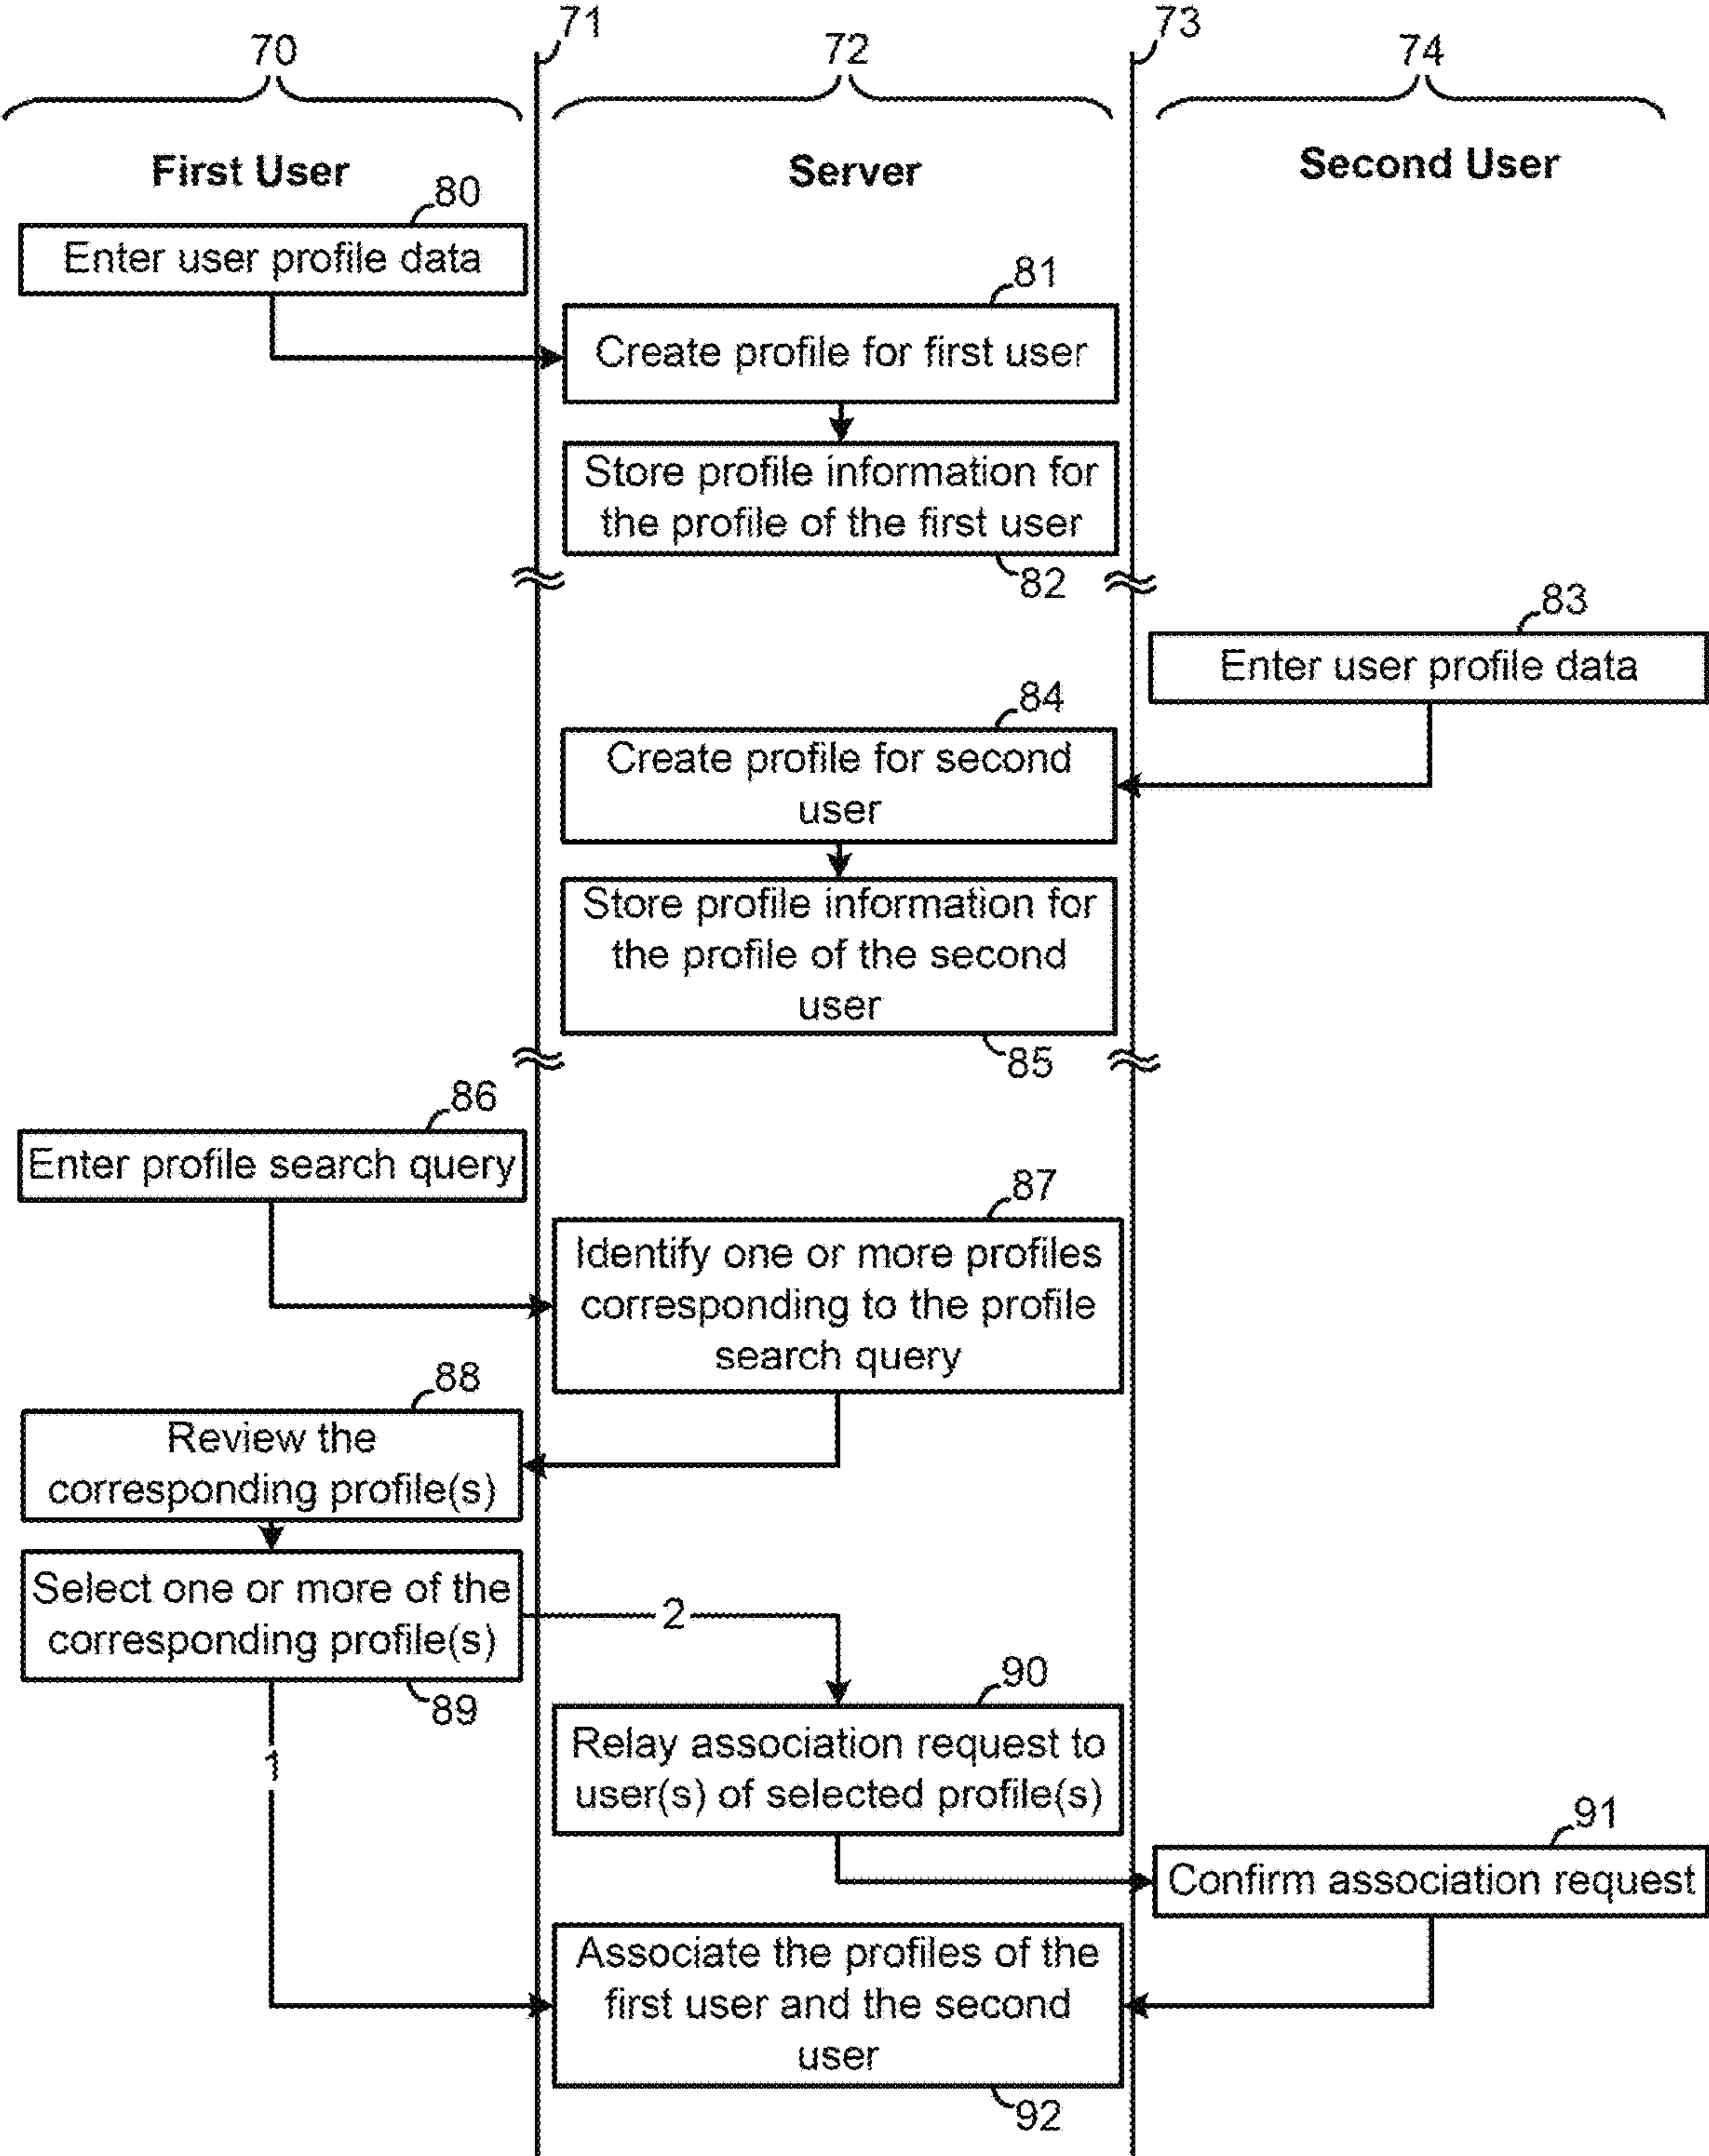 70
71
72
73
74
First User
Server
Second User
80
Enter user profile data
81
Create profile for first user
Store profile information for
the profile of the first user
82
83
Enter user profile data
84
Create profile for second
user
Store profile information for
the profile of the second
user
85
86
Enter profile search query
87
Identify one or more profiles
corresponding to the profile
search query
88
Review the
corresponding profile(s)
Select one or more of the
corresponding profile(s)
89
2
1
90
Relay association request to
user(s) of selected profile(s)
91
Confirm association request
Associate the profiles of the
first user and the second
user
92